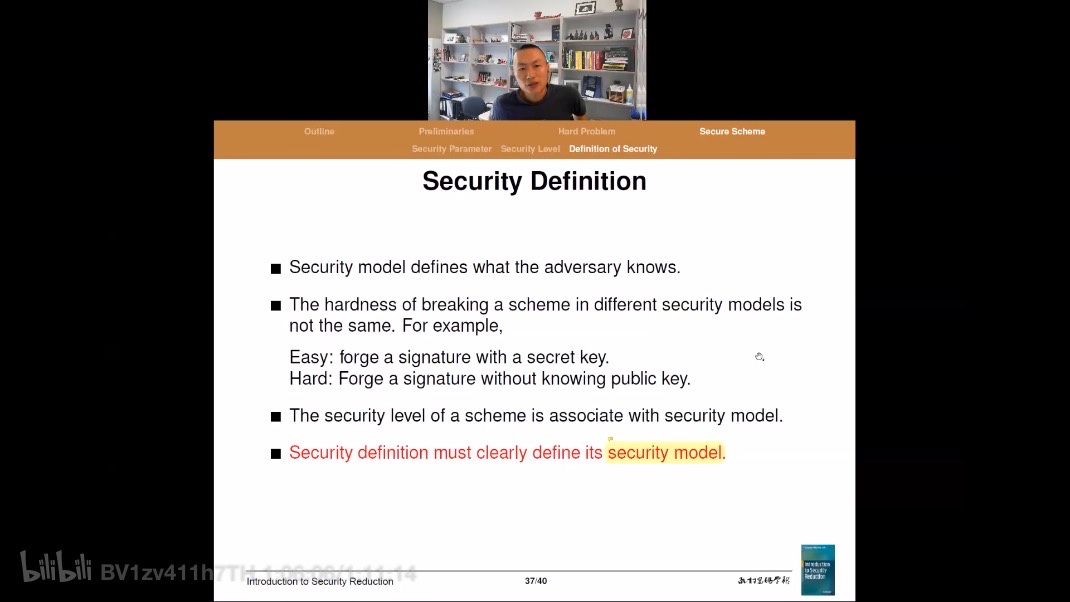 Outline Preliminaries Hard Problem Secure Scheme
Security Parameter Security Level Definition of Security
Security Definition
Security model defines what the adversary knows.
The hardness of breaking a scheme in different security models is
not the same. For example,
Easy: forge a signature with a secret key.
Hard: Forge a signature without knowing public key.
The security level of a scheme is associate with security model.
Security definition must clearly define its security model.
Introduction
to Security
Reduction
bilibili BV1zv411h7TH 1:06:06/1:11:14
Introduction to Security Reduction 37/40